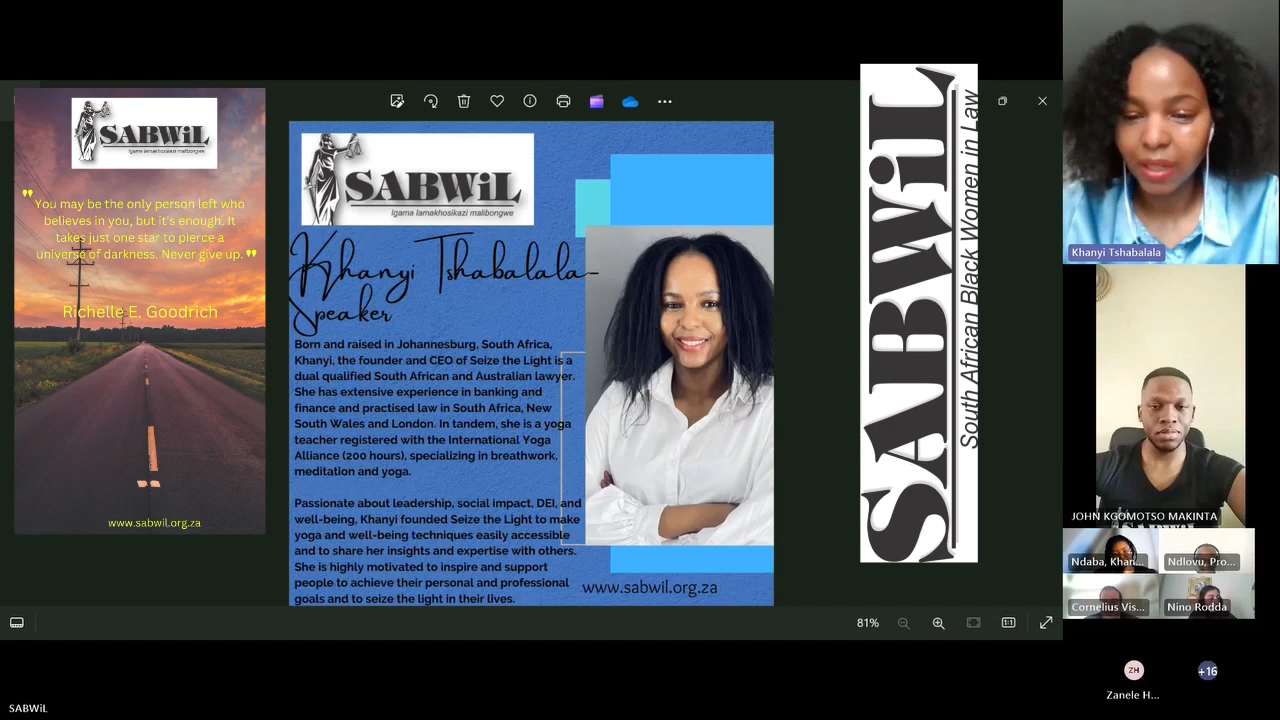 SABWiL
Igama lamakhosikazi malibongwe
" You may be the only person left who
believes in you, but it's enough. It
takes just one star to pierce a
universe of darkness. Never give up. "
Richelle E. Goodrich
www.sabwil.org.za
SABWiL
Igama lamakhosikazi malibongwe
Khanyi Tshabalala-
Speaker
Born and raised in Johannesburg, South Africa,
Khanyi, the founder and CEO of Seize the Light is a
dual qualified South African and Australian lawyer.
She has extensive experience in banking and
finance and practised law in South Africa, New
South Wales and London. In tandem, she is a yoga
teacher registered with the International Yoga
Alliance (200 hours), specializing in breathwork,
meditation and yoga.
Passionate about leadership, social impact, DEI, and
well-being, Khanyi founded Seize the Light to make
yoga and well-being techniques easily accessible
and to share her insights and expertise with others.
She is highly motivated to inspire and support
people to achieve their personal and professional
goals and to seize the light in their lives.
www.sabwil.org.za
SABWiL
South African Black Women in Law
81%
1:1
Khanyi Tshabalala
JOHN KGOMOTSO MAKINTA
Ndaba, Khan...
Ndlovu, Pro...
Cornelius Vis...
Nino Rodda
ZH
+16
Zanele H...
SABWiL